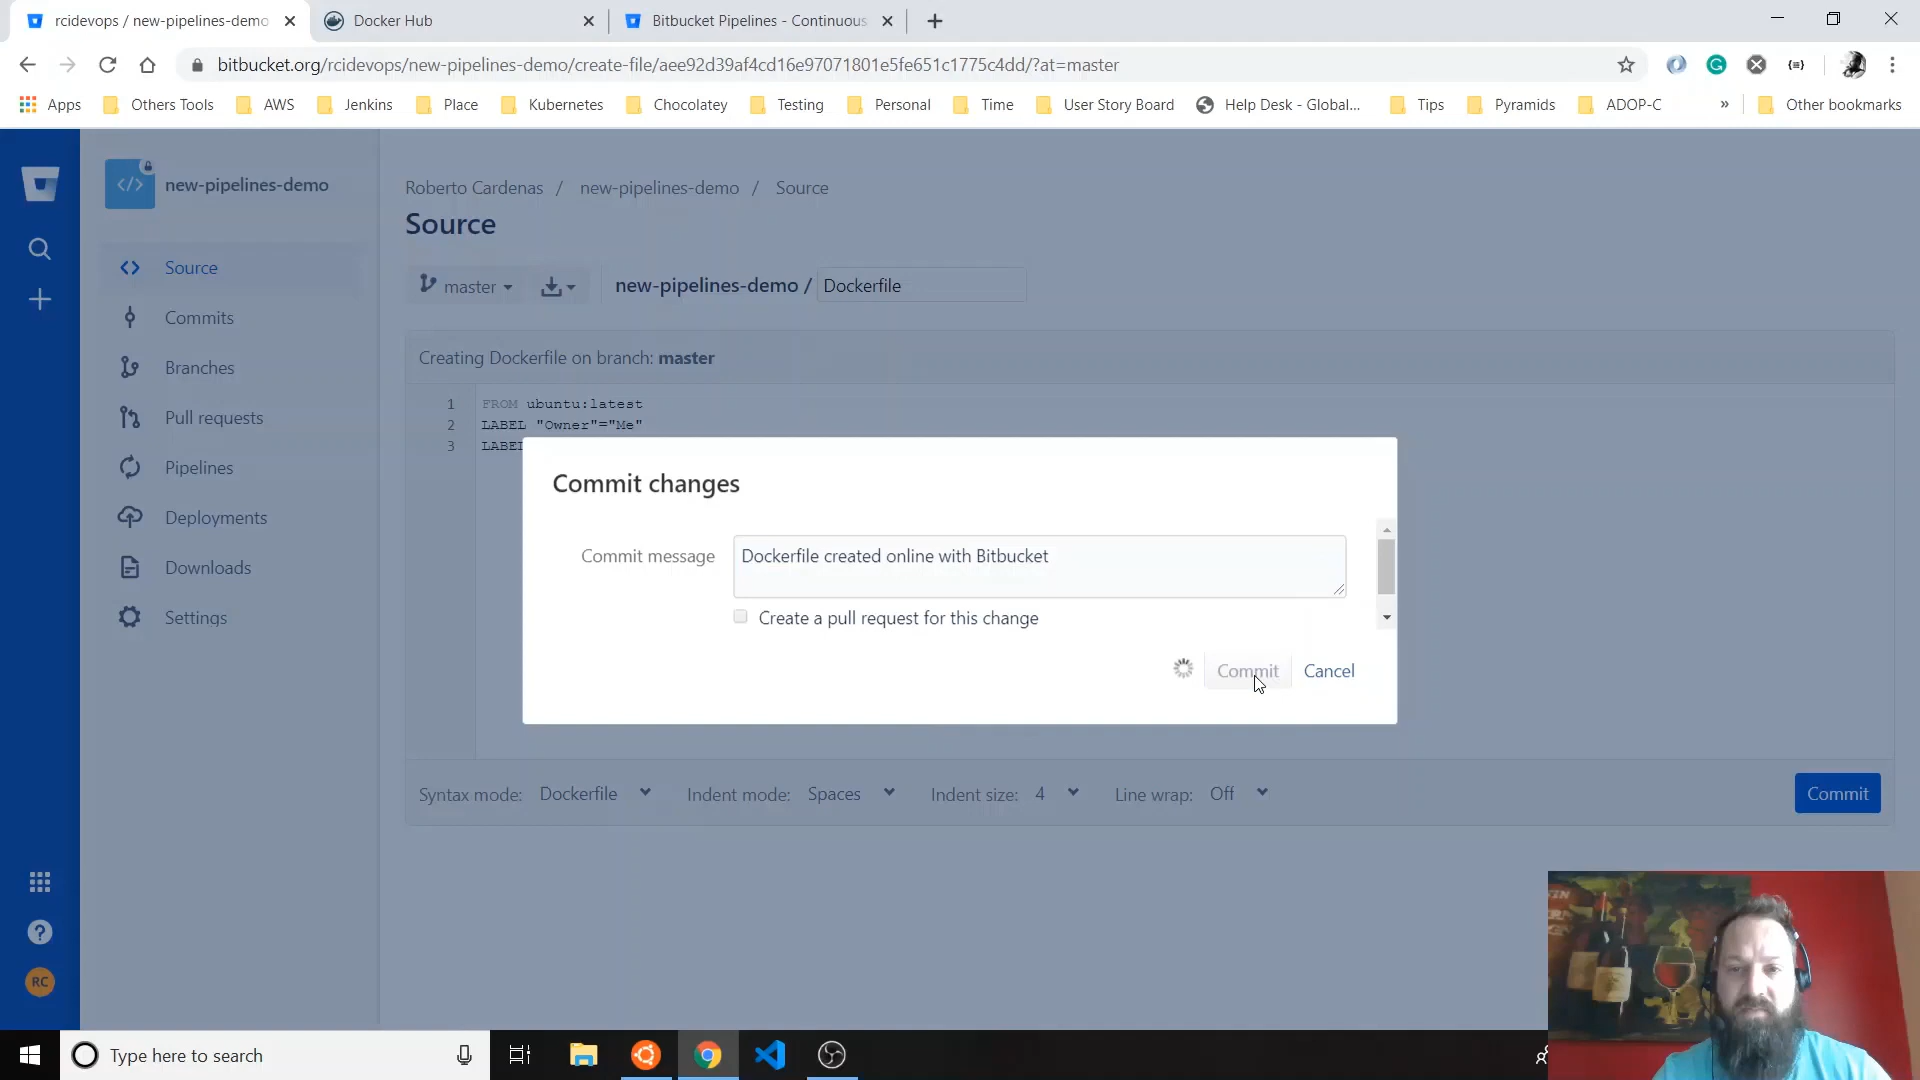 rcidevops / new-pipelines-demo
Docker Hub
Bitbucket Pipelines - Continuous
bitbucket.org/rcidevops/new-pipelines-demo/create-file/aee92d39af4cd16e97071801e5fe651c1775c4dd/?at=master
Apps
Others Tools
AWS
Jenkins
Place
Kubernetes
Chocolatey
Testing
Personal
Time
User Story Board
Help Desk - Global...
Tips
Pyramids
ADOP-C
»
Other bookmarks
new-pipelines-demo
Source
Commits
Branches
Pull requests
Pipelines
Deployments
Downloads
Settings
RC
Roberto Cardenas / new-pipelines-demo / Source
Source
master
new-pipelines-demo / Dockerfile
Creating Dockerfile on branch: master
1 FROM ubuntu:latest
2 LABEL "Owner"="Me"
3 LABEL
Commit changes
Commit message
Dockerfile created online with Bitbucket
Create a pull request for this change
Commit Cancel
Syntax mode: Dockerfile
Indent mode: Spaces
Indent size: 4
Line wrap: Off
Commit
Type here to search